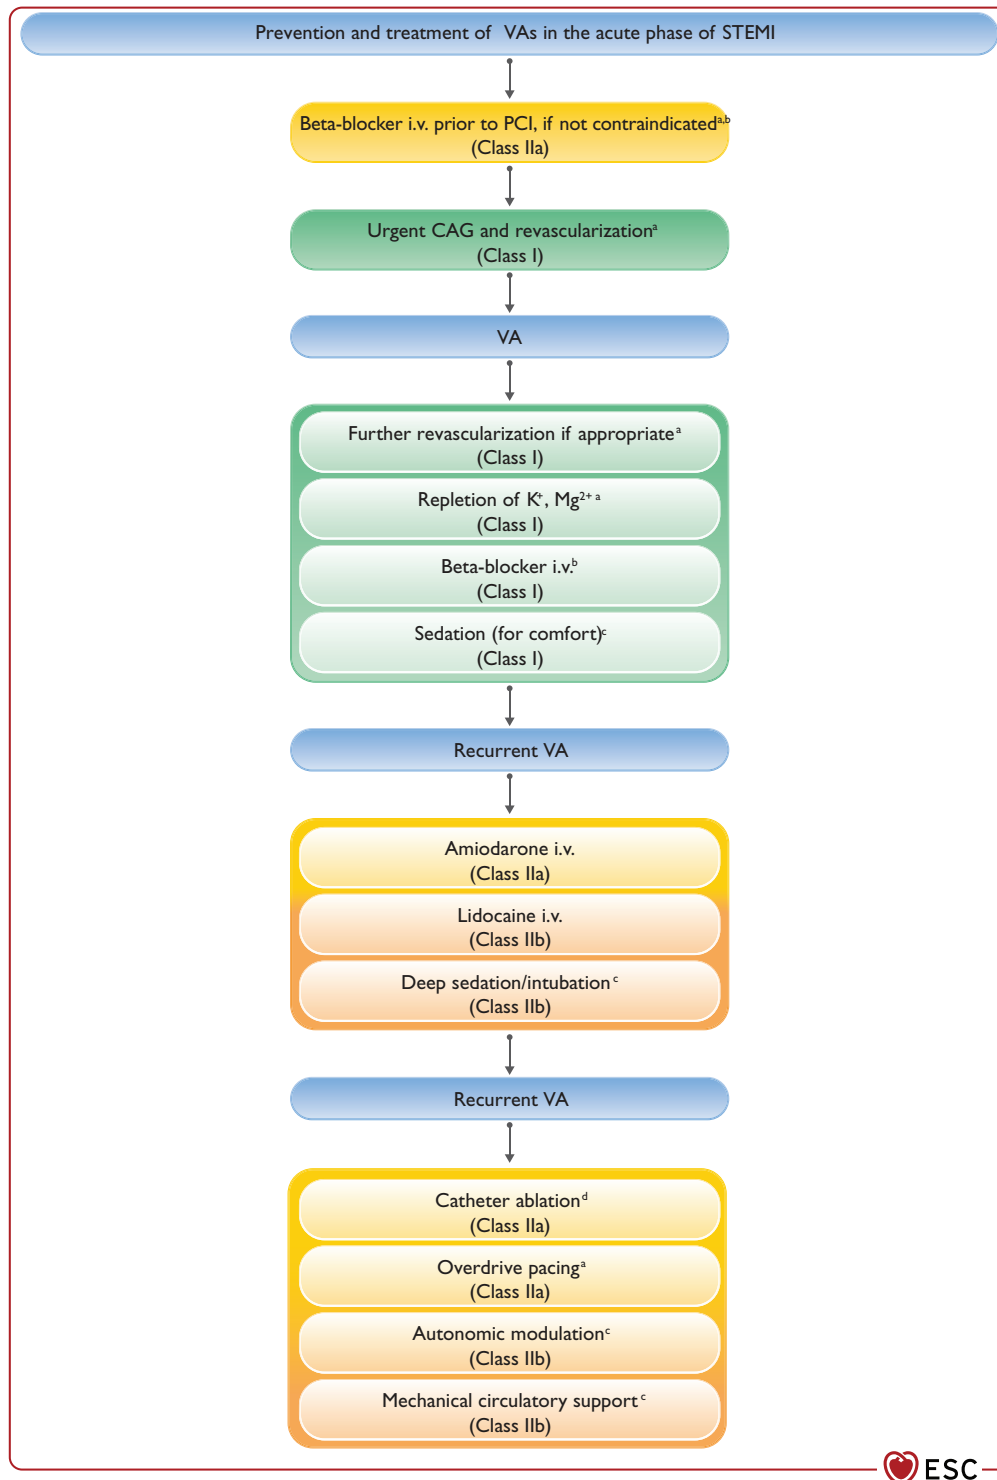 Prevention and treatment of VAs in the acute phase of STEMI
Beta-blocker i.v. prior to PCI, if not contraindicatedᵃ,ᵇ
(Class IIa)
Urgent CAG and revascularizationᵃ
(Class I)
VA
Further revascularization if appropriateᵃ
(Class I)
Repletion of K⁺, Mg²⁺ ᵃ
(Class I)
Beta-blocker i.v.ᵇ
(Class I)
Sedation (for comfort)ᶜ
(Class I)
Recurrent VA
Amiodarone i.v.
(Class IIa)
Lidocaine i.v.
(Class IIb)
Deep sedation/intubationᶜ
(Class IIb)
Recurrent VA
Catheter ablationᵈ
(Class IIa)
Overdrive pacingᵃ
(Class IIa)
Autonomic modulationᶜ
(Class IIb)
Mechanical circulatory supportᶜ
(Class IIb)
ESC